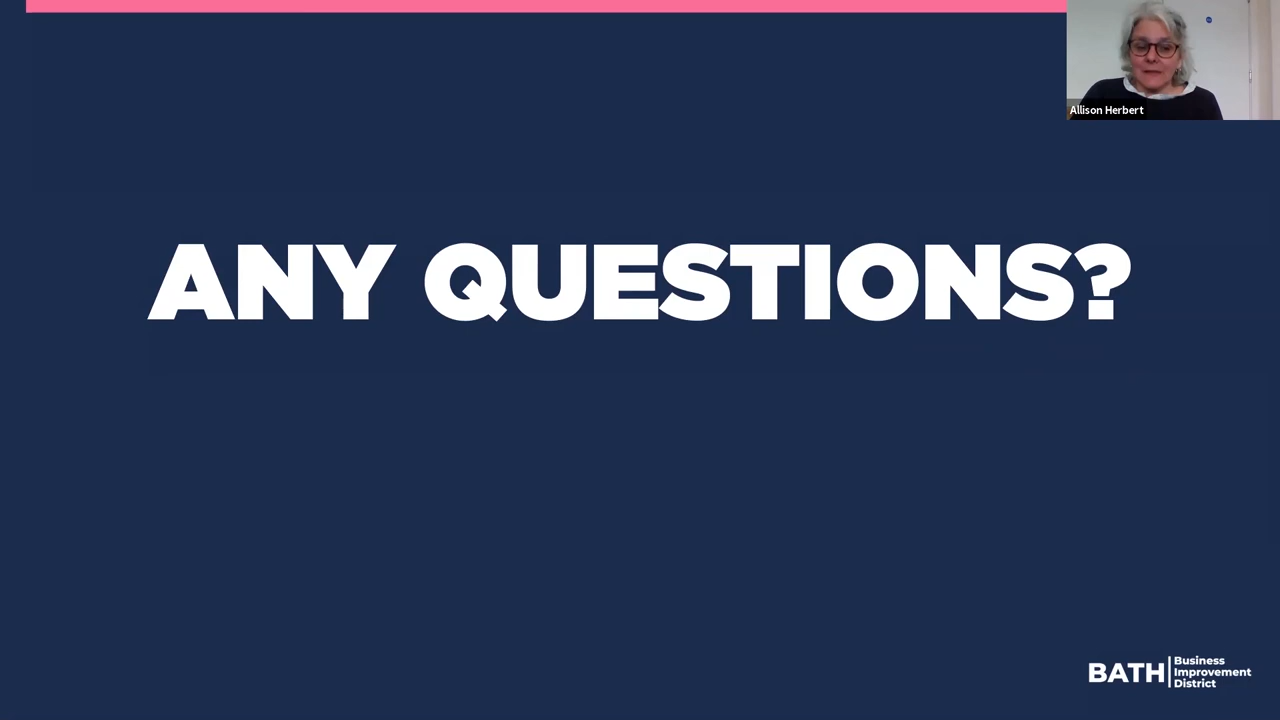 Allison Herbert
ANY QUESTIONS?
BATH
Business
Improvement
District